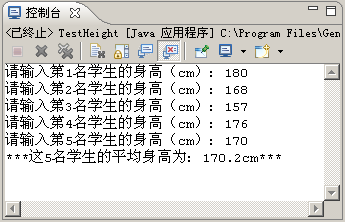 控制台
<已终止> TestHeight [Java 应用程序] C:\Program Files\Gen
请输入第1名学生的身高（cm）：180
请输入第2名学生的身高（cm）：168
请输入第3名学生的身高（cm）：157
请输入第4名学生的身高（cm）：176
请输入第5名学生的身高（cm）：170
***这5名学生的平均身高为：170.2cm***